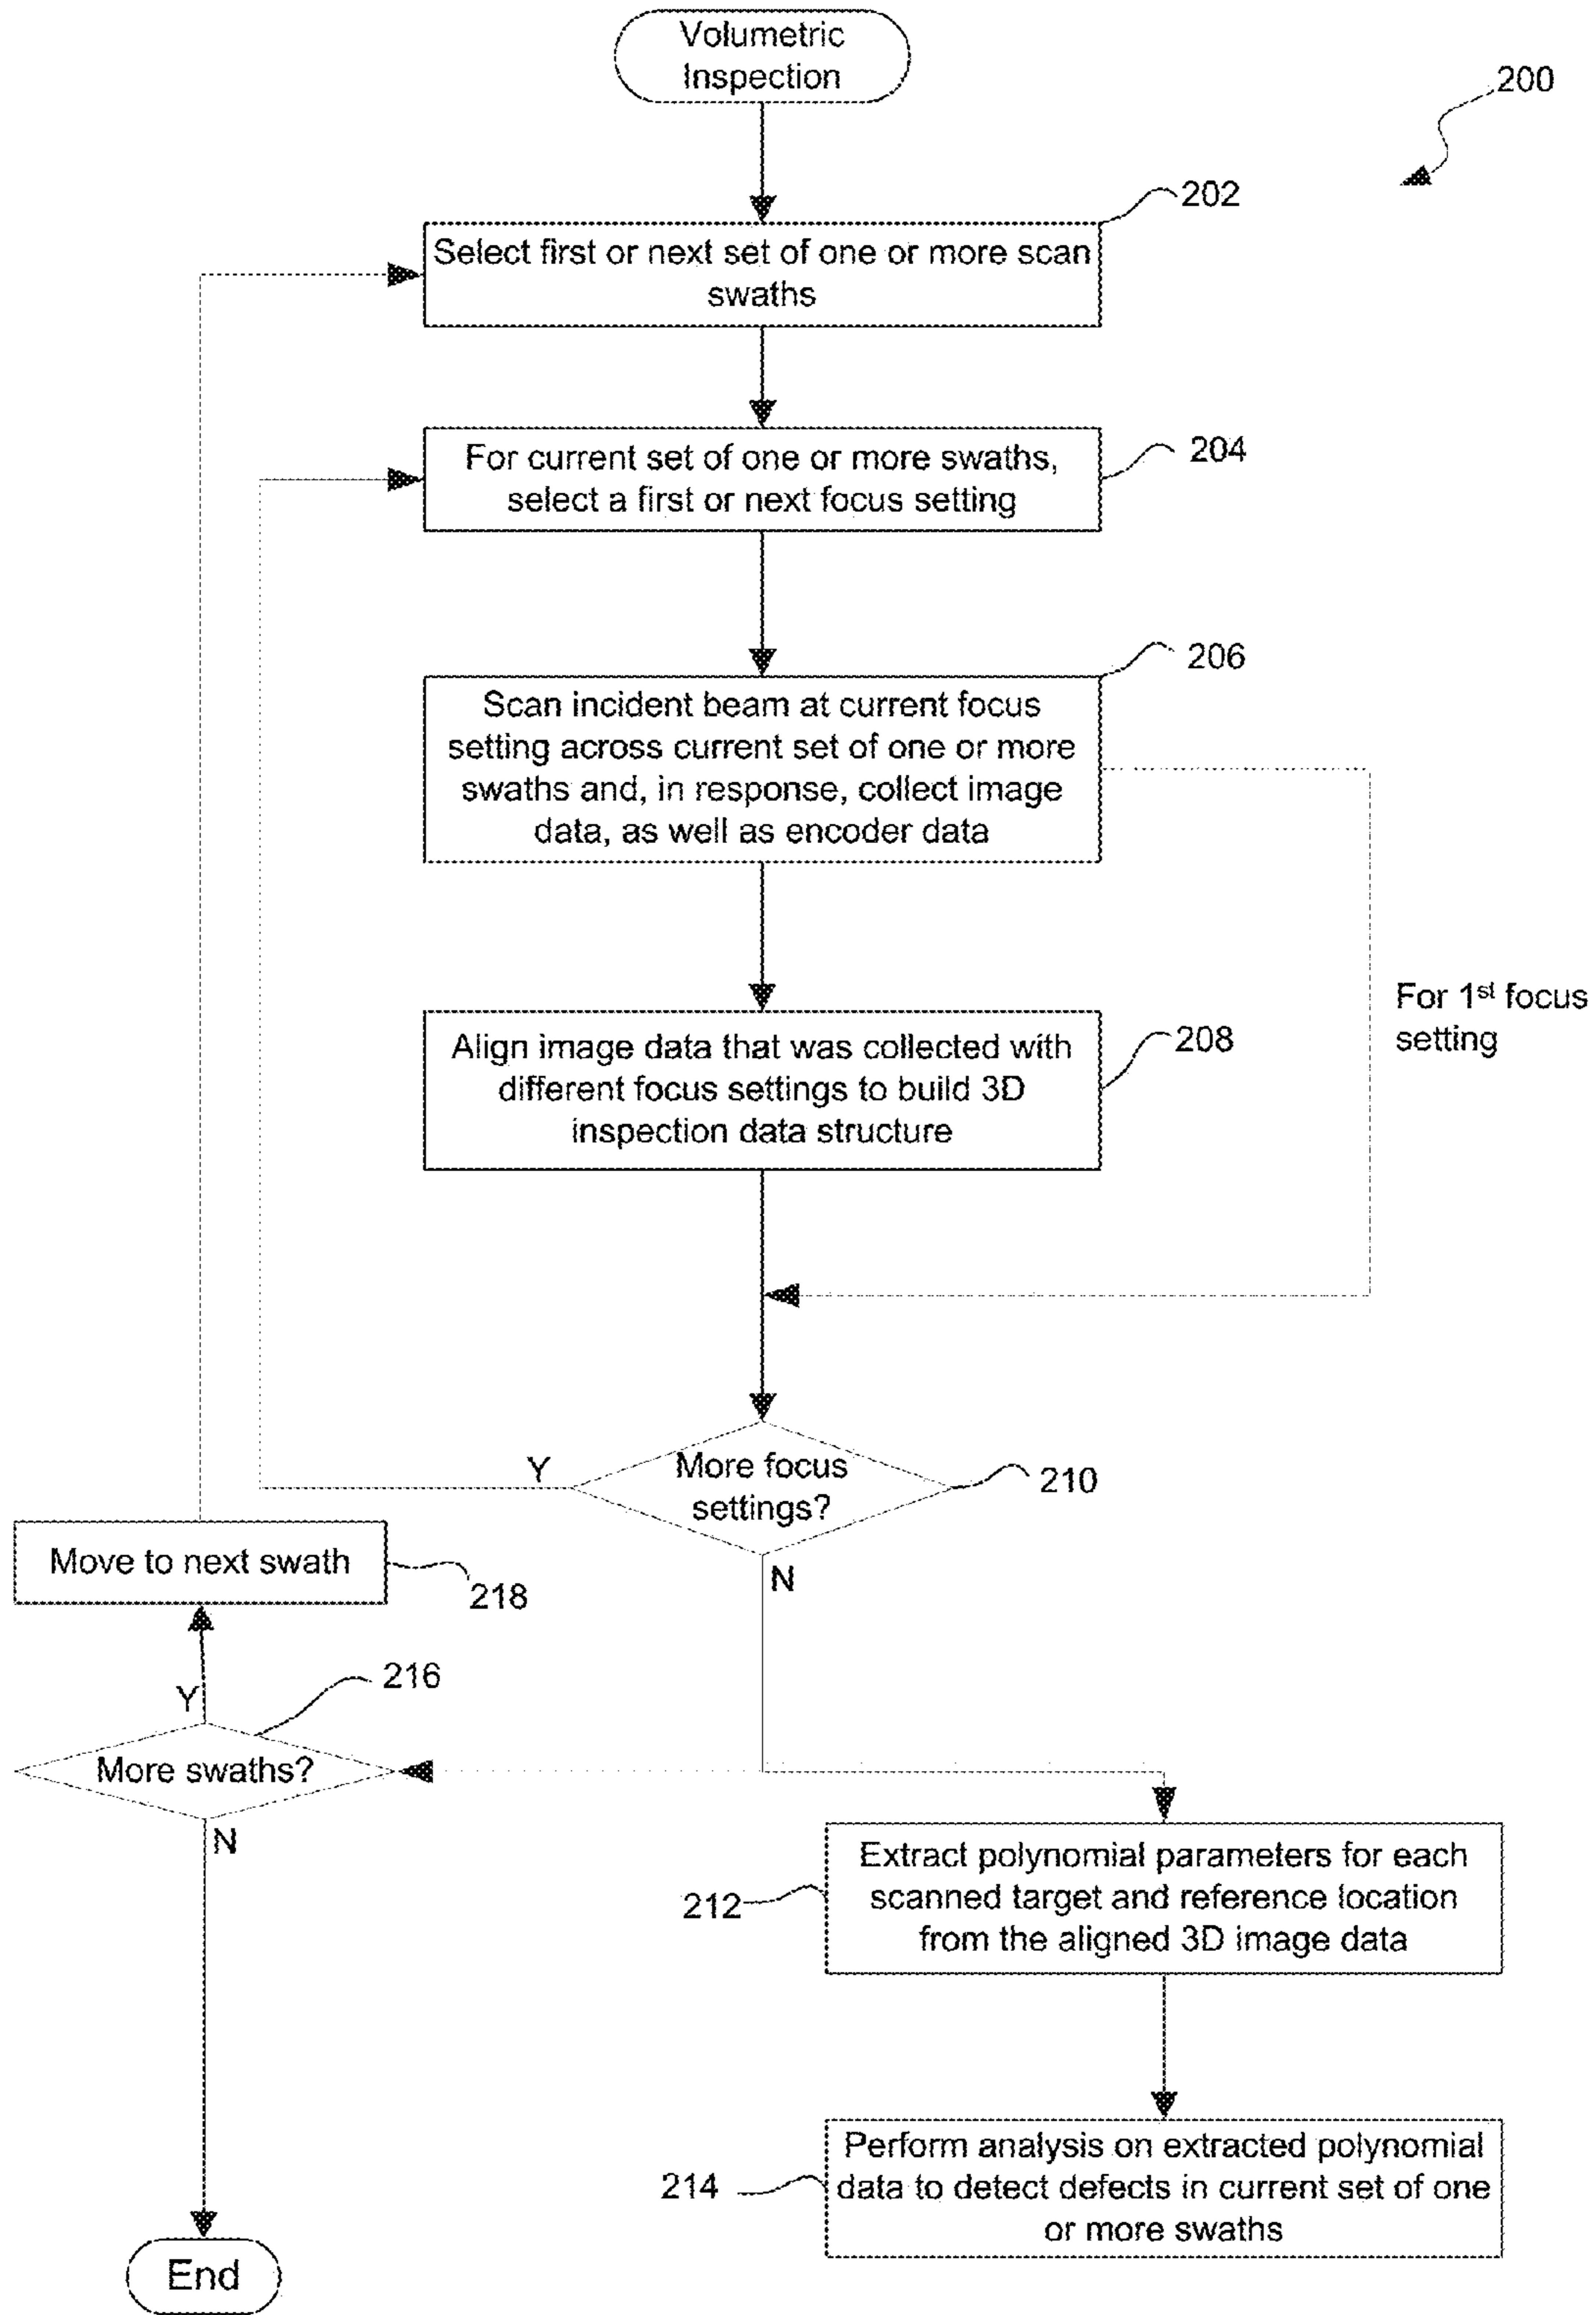 Volumetric
Inspection
200
202
Select first or next set of one or more scan
swaths
204
For current set of one or more swaths,
select a first or next focus setting
206
Scan incident beam at current focus
setting across current set of one or more
swaths and, in response, collect image
data, as well as encoder data
For 1st focus
setting
208
Align image data that was collected with
different focus settings to build 3D
inspection data structure
Y
More focus
settings?
210
N
Move to next swath
218
216
Y
More swaths?
N
212
Extract polynomial parameters for each
scanned target and reference location
from the aligned 3D image data
214
Perform analysis on extracted polynomial
data to detect defects in current set of one
or more swaths
End